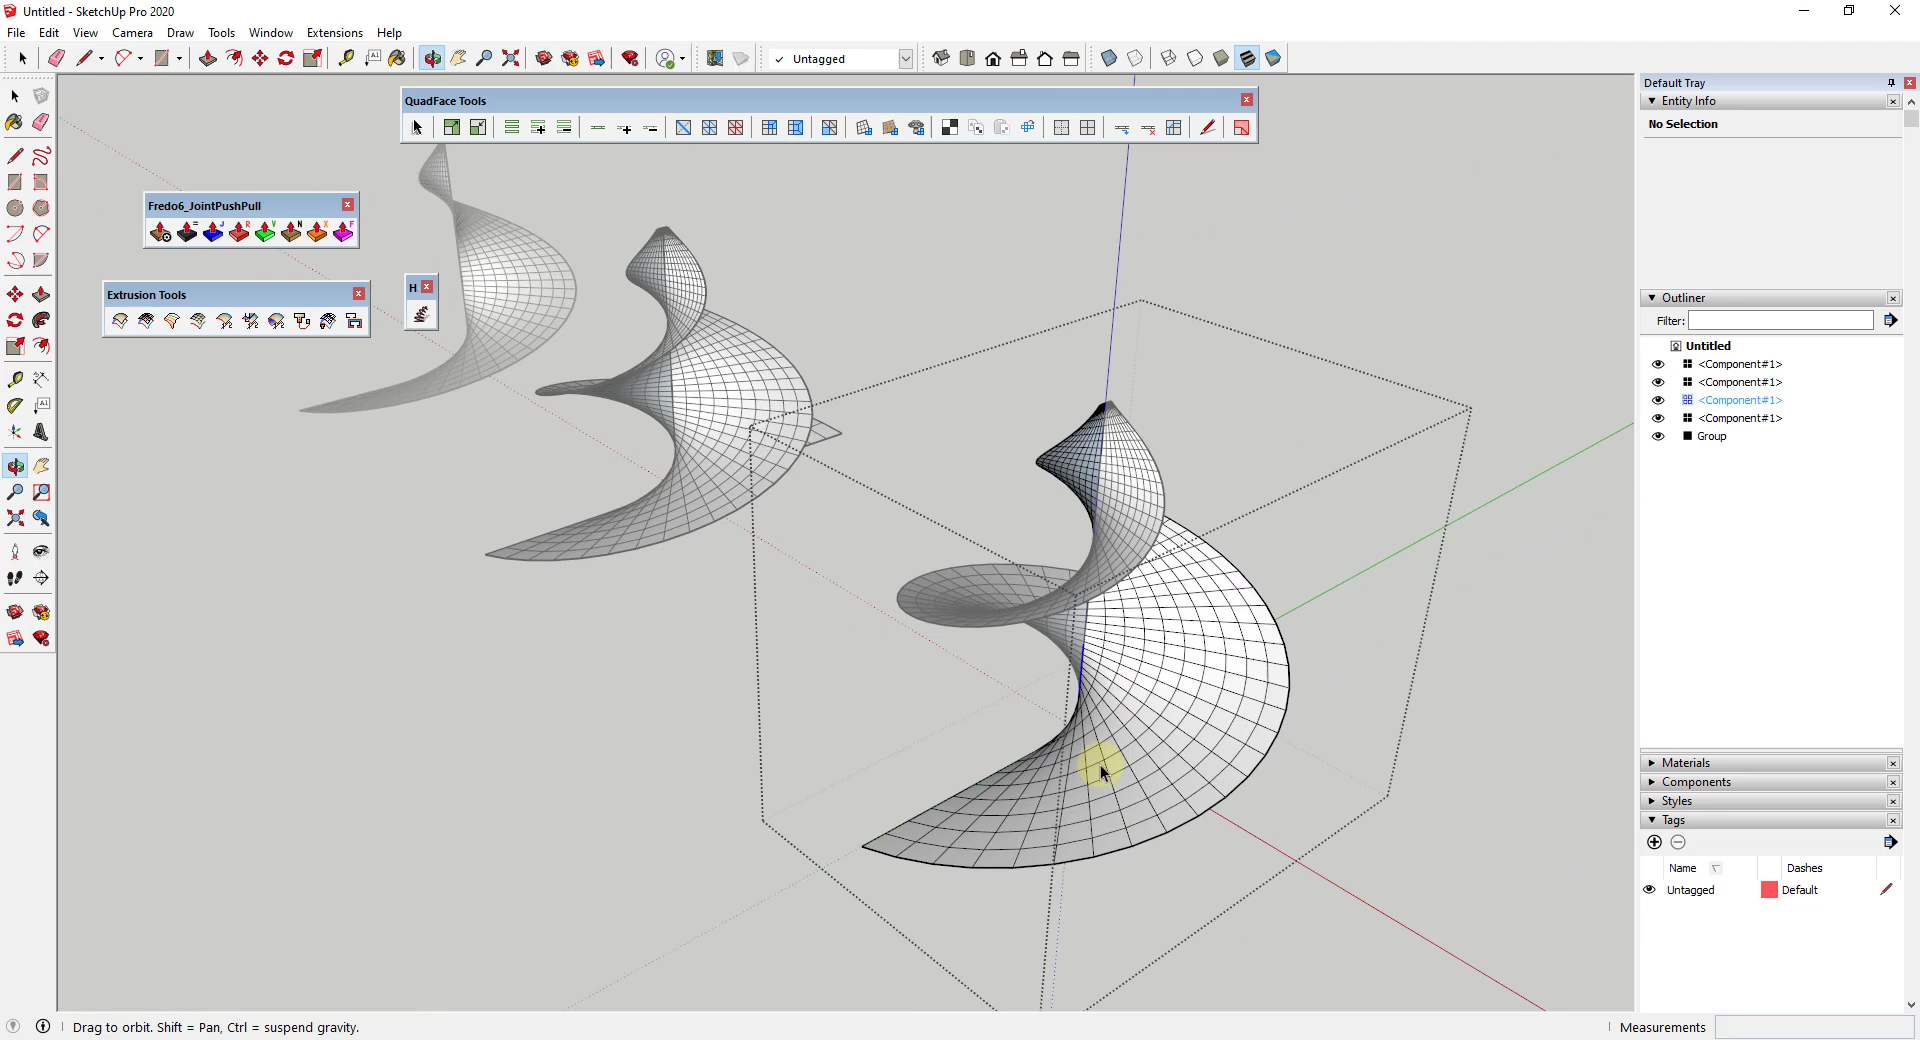 Untitled - SketchUp Pro 2020
File Edit View Camera Draw Tools Window Extensions Help
Untagged
Default Tray
QuadFace Tools
Entity Info
No Selection
Fredo6_JointPushPull
Extrusion Tools
H
Outliner
Filter:
Untitled
<Component#1>
<Component#1>
<Component#1>
<Component#1>
Group
Materials
Components
Styles
Tags
Name Dashes
Untagged Default
Drag to orbit. Shift = Pan, Ctrl = suspend gravity.
Measurements